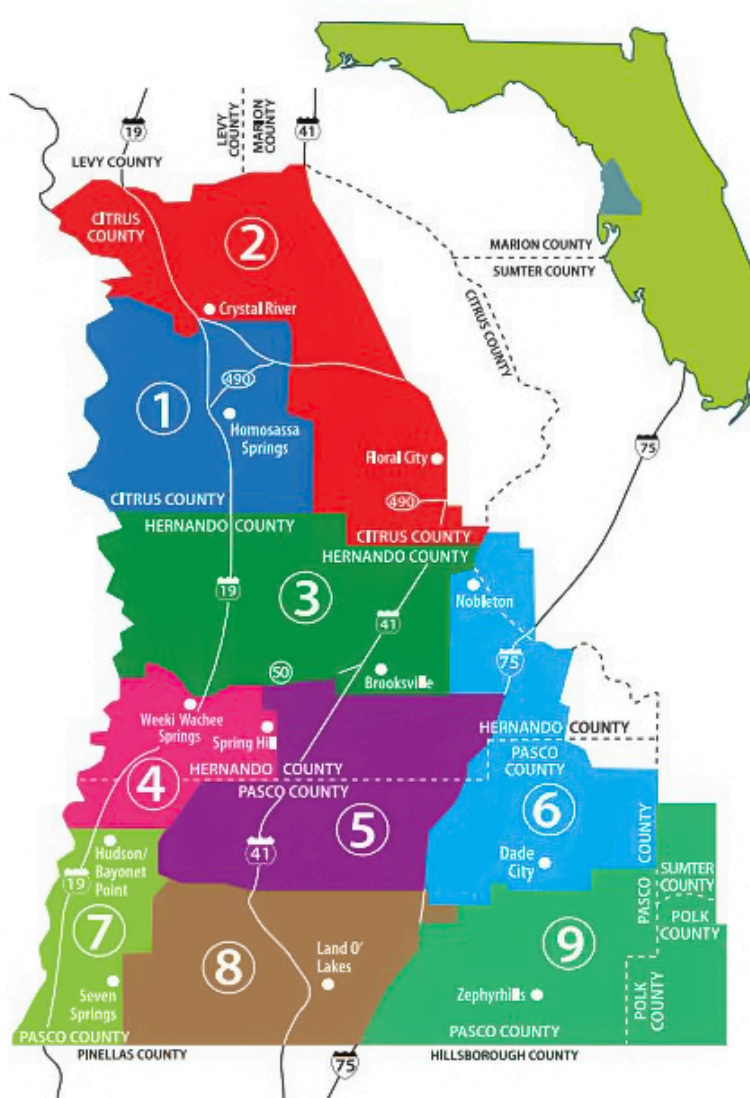 19
LEVY COUNTY
LEVY
COUNTY
MARION
COUNTY
41
CITRUS
COUNTY
2
MARION COUNTY
SUMTER COUNTY
CITRUS COUNTY
Crystal River
490
1
Homosassa
Springs
75
Floral City
490
CITRUS COUNTY
HERNANDO COUNTY
CITRUS COUNTY
HERNANDO COUNTY
19
3
41
Nobleton
75
50
Brooksville
Weeki Wachee
Springs
Spring Hill
HERNANDO COUNTY
PASCO
COUNTY
HERNANDO COUNTY
PASCO COUNTY
4
5
6
41
Dade
City
PASCO COUNTY
SUMTER
COUNTY
POLK
COUNTY
Hudson/
Bayonet
Point
19
7
8
9
Land O'
Lakes
Seven
Springs
Zephyrhills
POLK
COUNTY
PASCO COUNTY
PASCO COUNTY
PINELLAS COUNTY
75
HILLSBOROUGH COUNTY